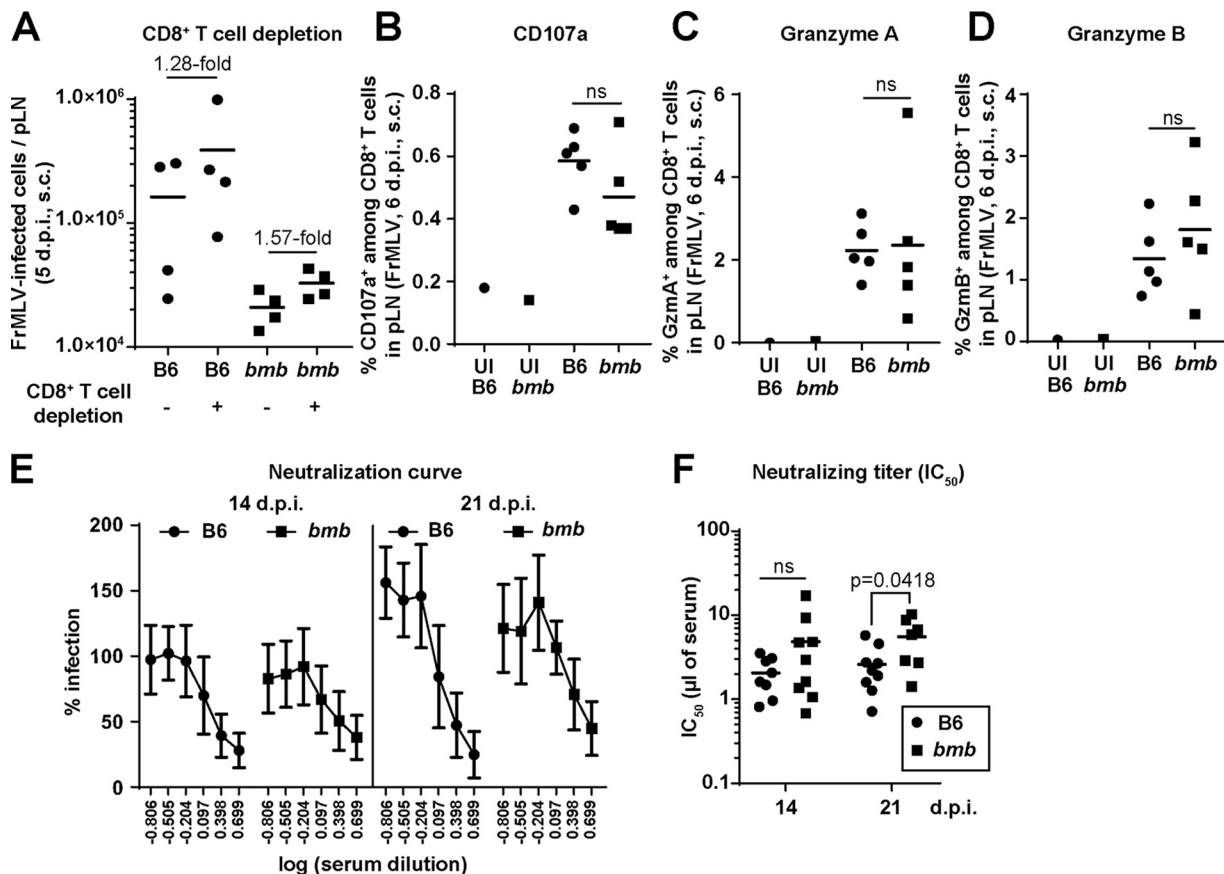 A
CD8⁺ T cell depletion
1.28-fold
1.57-fold
FrMLV-infected cells / pLN
(5 d.p.i., s.c.)
1.0×10⁶
1.0×10⁵
1.0×10⁴
B6 B6 bmb bmb
CD8⁺ T cell
depletion
- + - +
B
CD107a
ns
% CD107a⁺ among CD8⁺ T cells
in pLN (FrMLV, 6 d.p.i., s.c.)
0.8
0.6
0.4
0.2
0.0
UI UI B6 bmb
B6 bmb
C
Granzyme A
ns
% GzmA⁺ among CD8⁺ T cells
in pLN (FrMLV, 6 d.p.i., s.c.)
6
4
2
0
UI UI B6 bmb
B6 bmb
D
Granzyme B
ns
% GzmB⁺ among CD8⁺ T cells
in pLN (FrMLV, 6 d.p.i., s.c.)
4
3
2
1
0
UI UI B6 bmb
B6 bmb
E
Neutralization curve
14 d.p.i. 21 d.p.i.
B6 bmb B6 bmb
% infection
200
150
100
50
0
-0.806 -0.505 -0.204 0.097 0.398 0.699 -0.806 -0.505 -0.204 0.097 0.398 0.699 -0.806 -0.505 -0.204 0.097 0.398 0.699 -0.806 -0.505 -0.204 0.097 0.398 0.699
log (serum dilution)
F
Neutralizing titer (IC₅₀)
ns
p=0.0418
IC₅₀ (µl of serum)
100
10
1
0.1
B6
bmb
14 21 d.p.i.